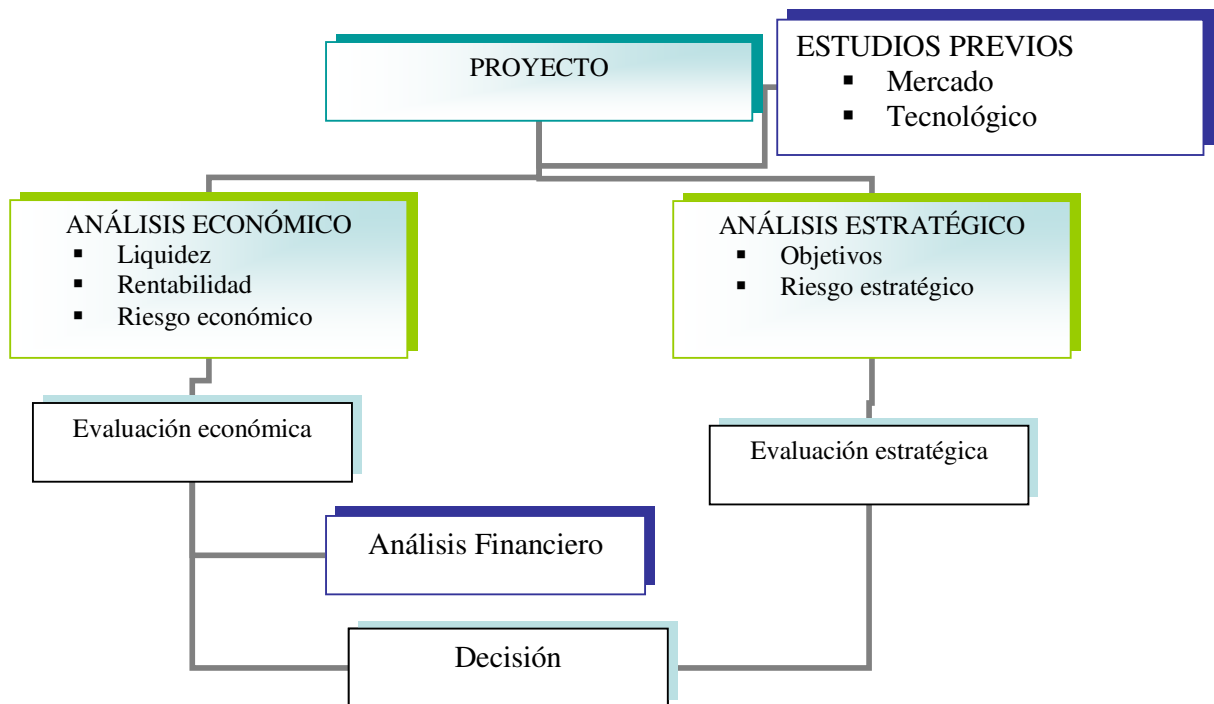 PROYECTO
ESTUDIOS PREVIOS
▪ Mercado
▪ Tecnológico
ANÁLISIS ECONÓMICO
▪ Liquidez
▪ Rentabilidad
▪ Riesgo económico
ANÁLISIS ESTRATÉGICO
▪ Objetivos
▪ Riesgo estratégico
Evaluación económica
Evaluación estratégica
Análisis Financiero
Decisión